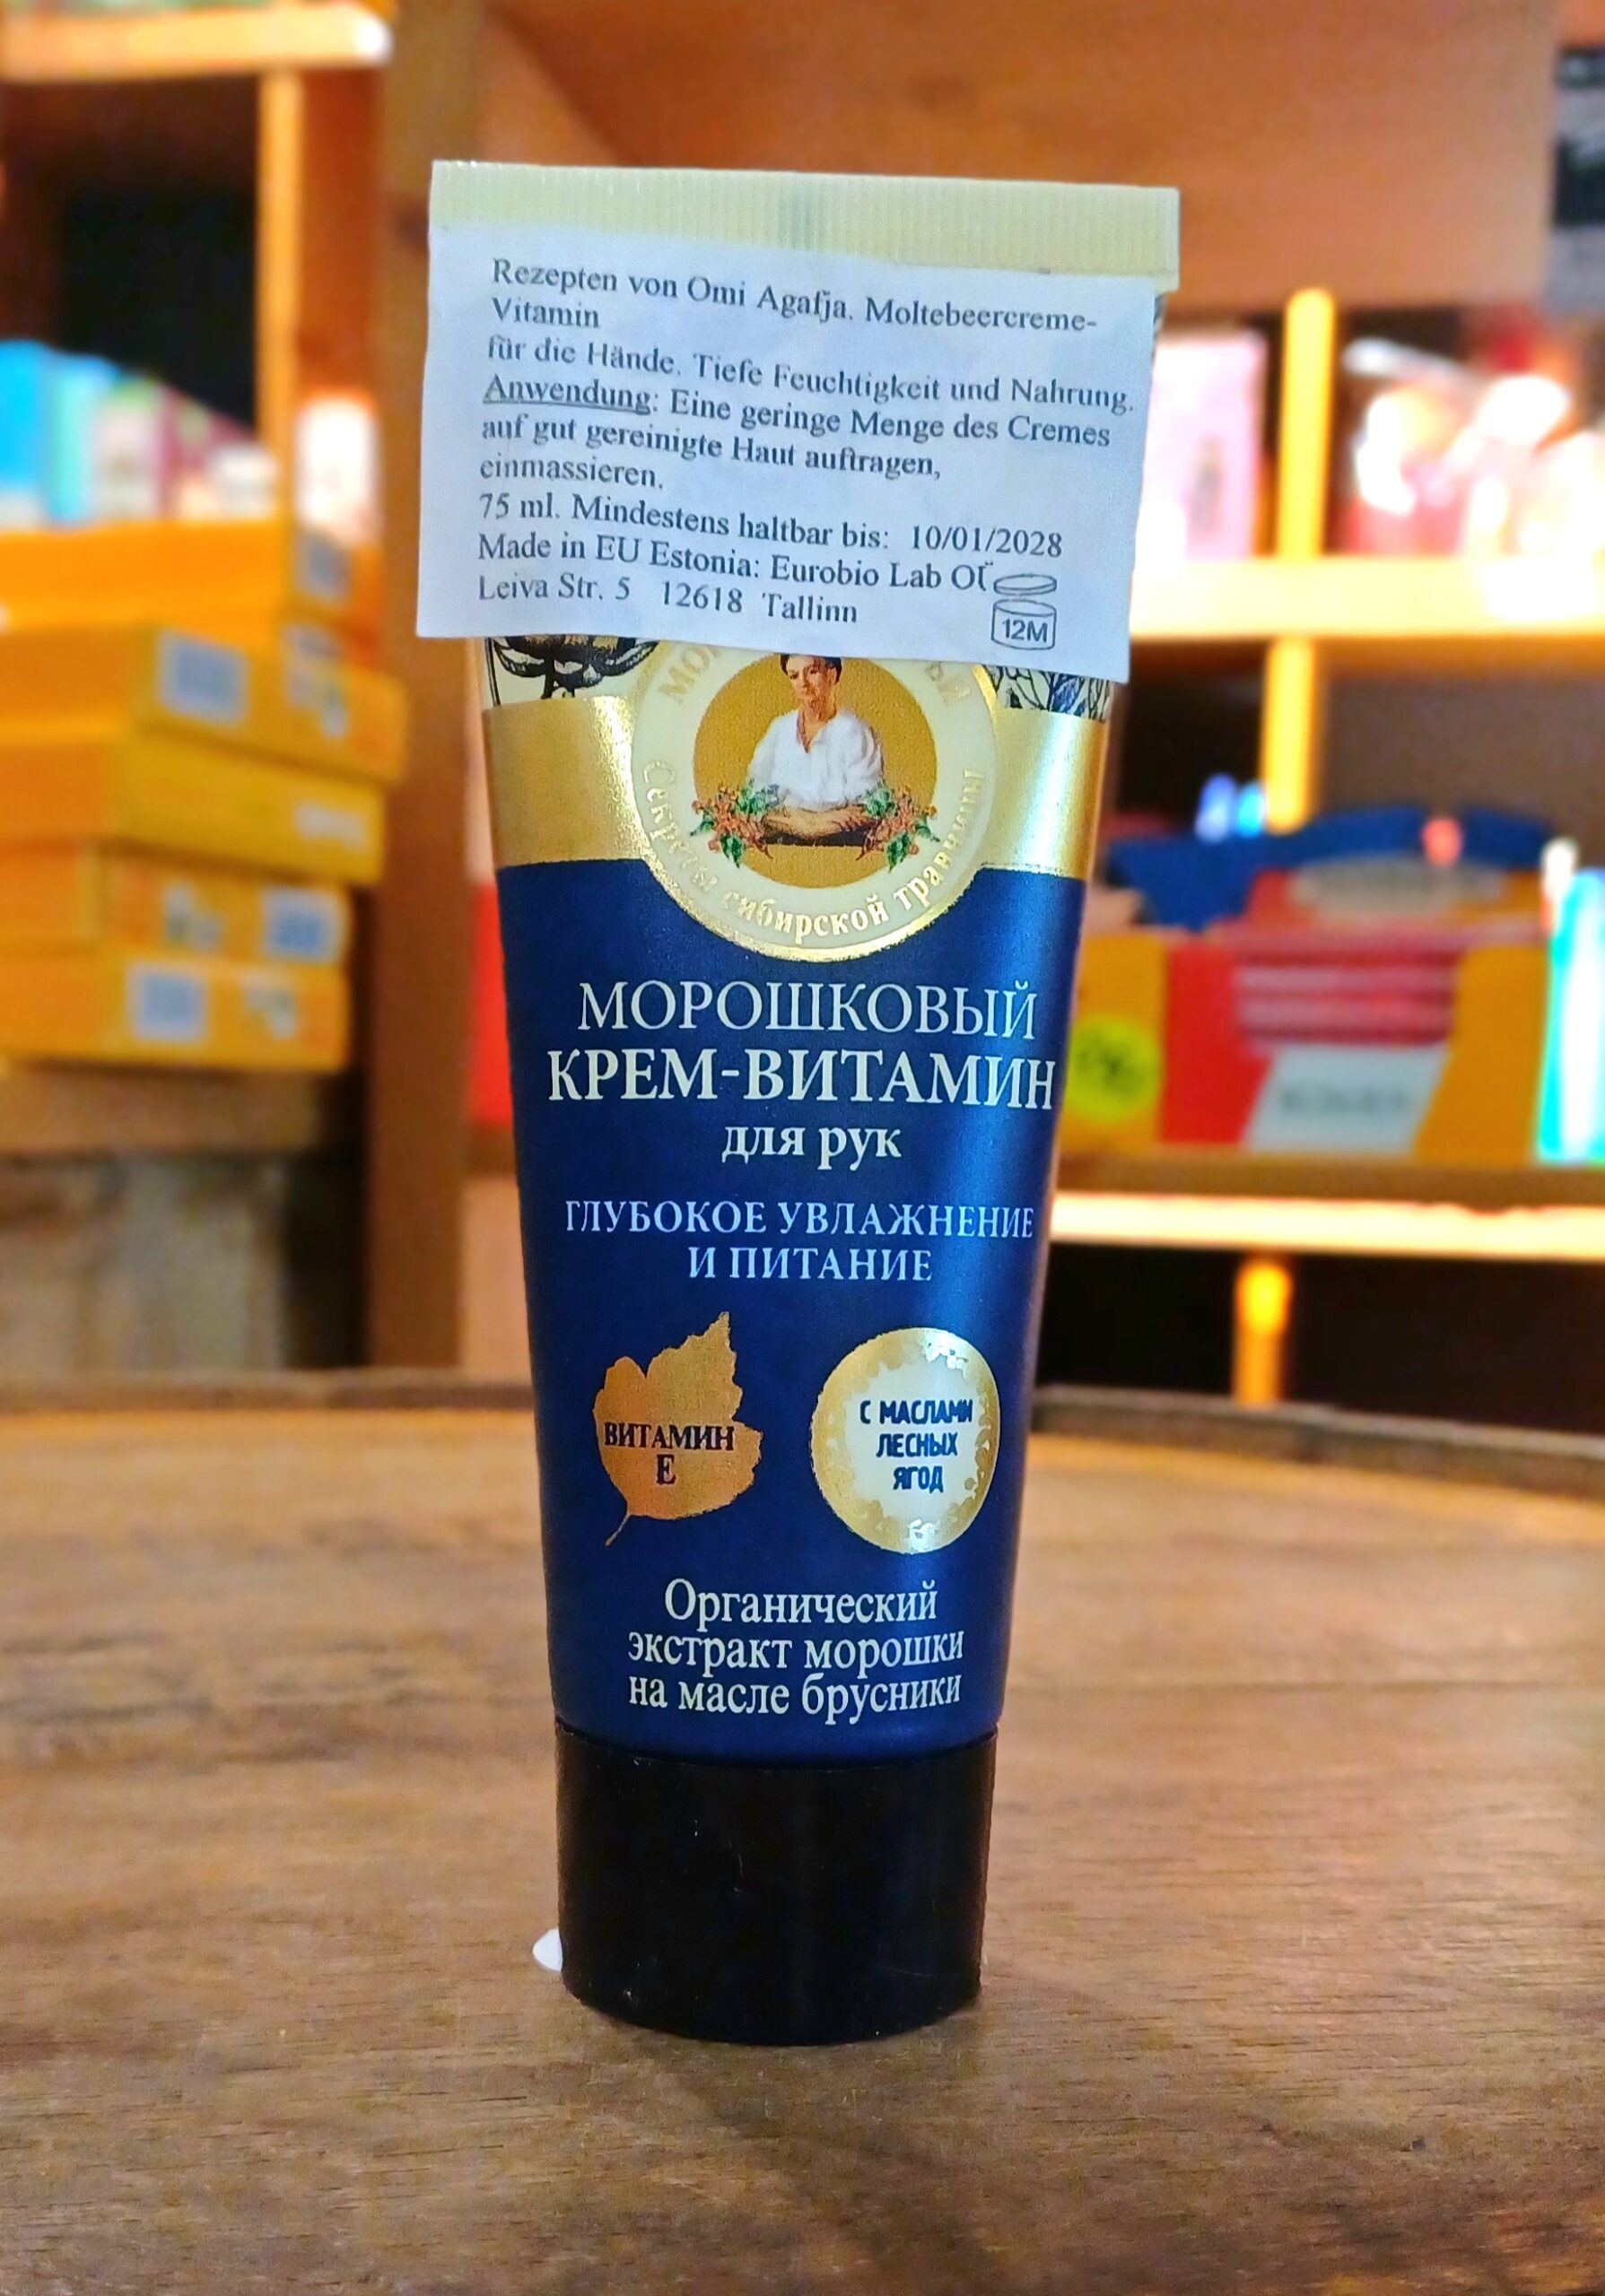 Rezepten von Omi Agafja. Moltebeercreme-
Vitamin
für die Hände. Tiefe Feuchtigkeit und Nahrung.
Anwendung: Eine geringe Menge des Cremes
auf gut gereinigte Haut auftragen,
einmassieren.
75 ml. Mindestens haltbar bis: 10/01/2028
Made in EU Estonia: Eurobio Lab
Leiva Str. 5 12618 Tallinn
12M
Секреты сибирской травницы
МОРОШКОВЫЙ
КРЕМ-ВИТАМИН
для рук
ГЛУБОКОЕ УВЛАЖНЕНИЕ
И ПИТАНИЕ
ВИТАМИН
Е
С МАСЛАМИ
ЛЕСНЫХ
ЯГОД
Органический
экстракт морошки
на масле брусники